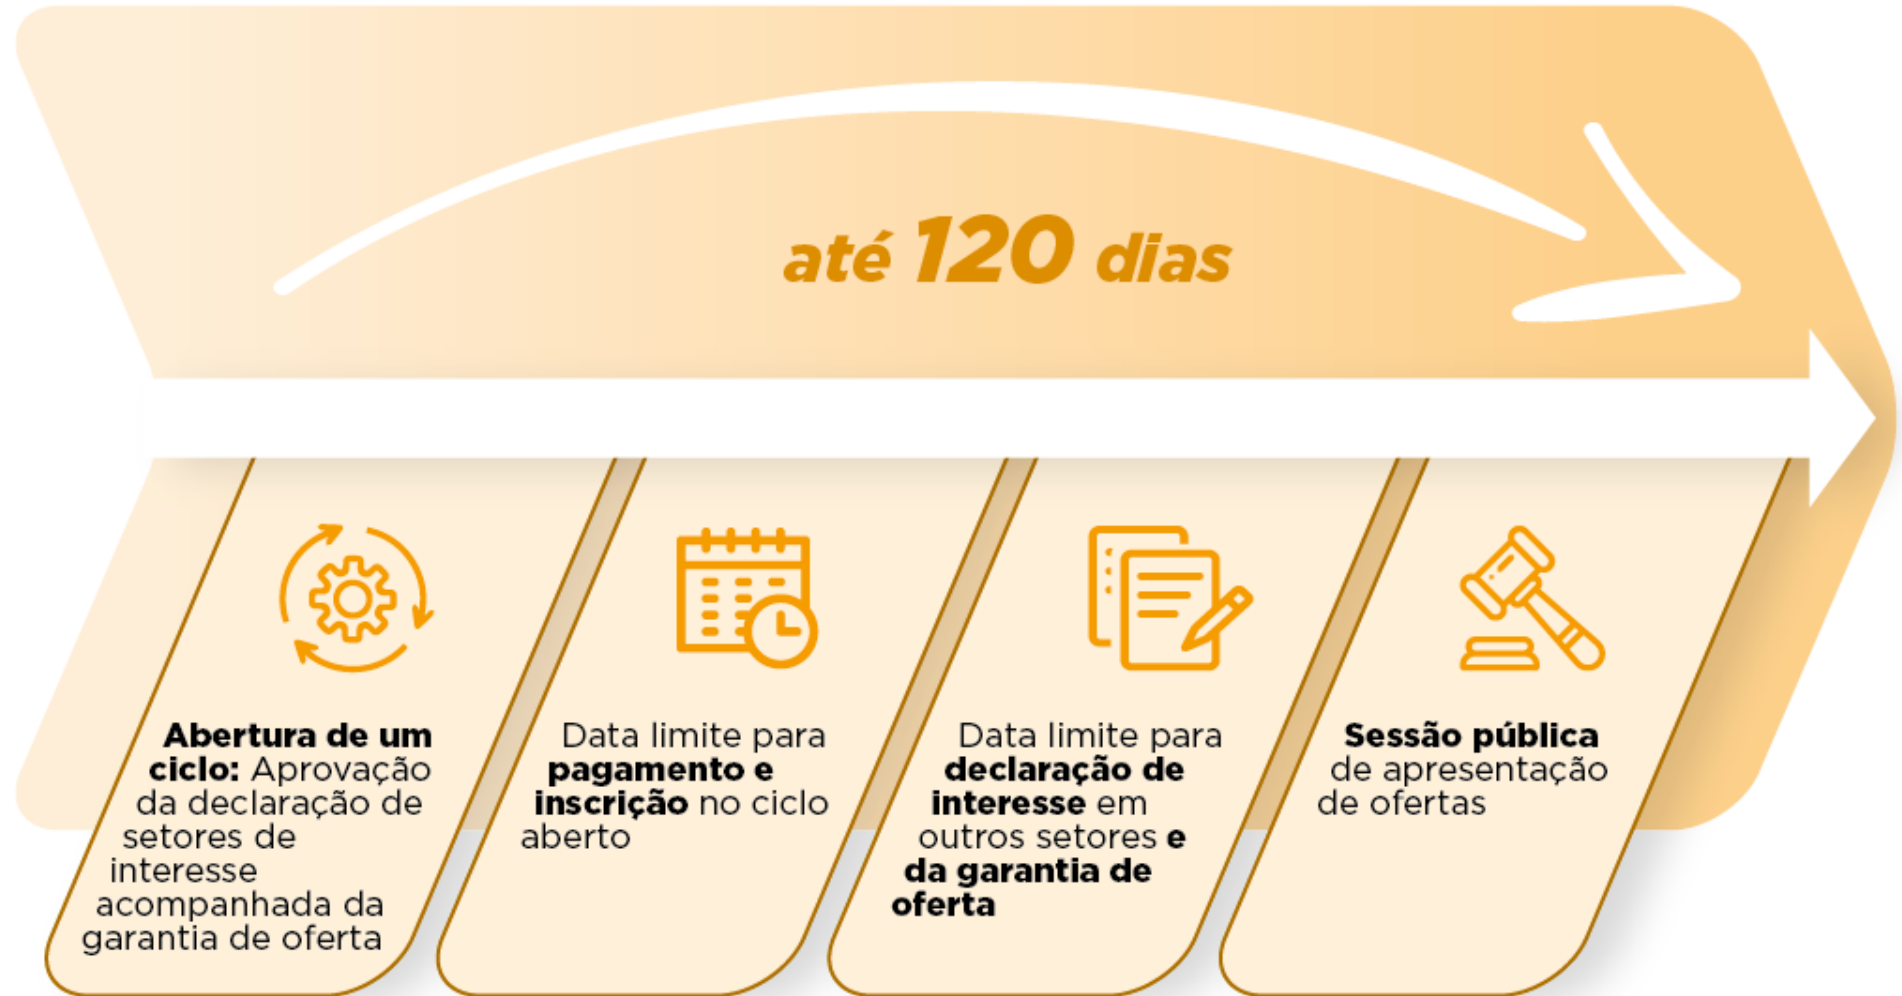 até 120 dias
Abertura de um
ciclo: Aprovação
da declaração de
setores de
interesse
acompanhada da
garantia de oferta
Data limite para
pagamento e
inscrição no ciclo
aberto
Data limite para
declaração de
interesse em
outros setores e
da garantia de
oferta
Sessão pública
de apresentação
de ofertas